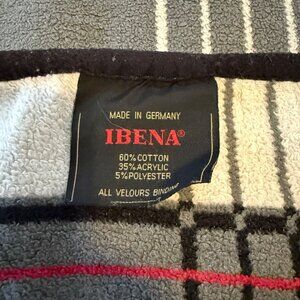 MADE IN GERMANY
IBENA®
60% COTTON
35% ACRYLIC
5% POLYESTER
ALL VELOURS BINDING